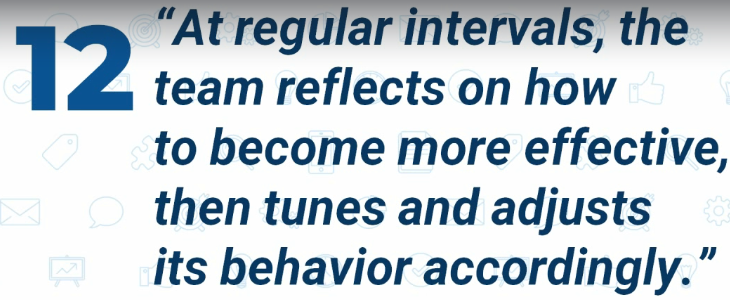 12
“At regular intervals, the
team reflects on how
to become more effective,
then tunes and adjusts
its behavior accordingly.”